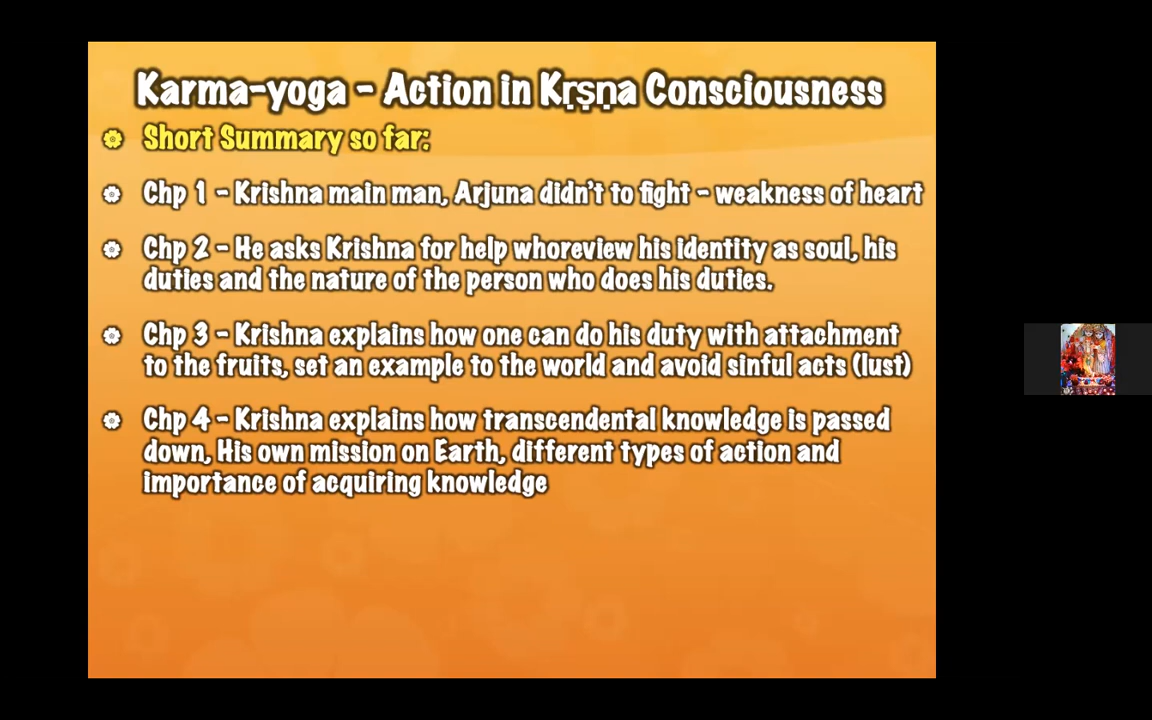 Karma-yoga - Action in Kṛṣṇa Consciousness
Short Summary so far:
Chp 1 - Krishna main man, Arjuna didn't to fight - weakness of heart
Chp 2 - He asks Krishna for help whoreview his identity as soul, his
duties and the nature of the person who does his duties.
Chp 3 - Krishna explains how one can do his duty with attachment
to the fruits, set an example to the world and avoid sinful acts (lust)
Chp 4 - Krishna explains how transcendental knowledge is passed
down, His own mission on Earth, different types of action and
importance of acquiring knowledge